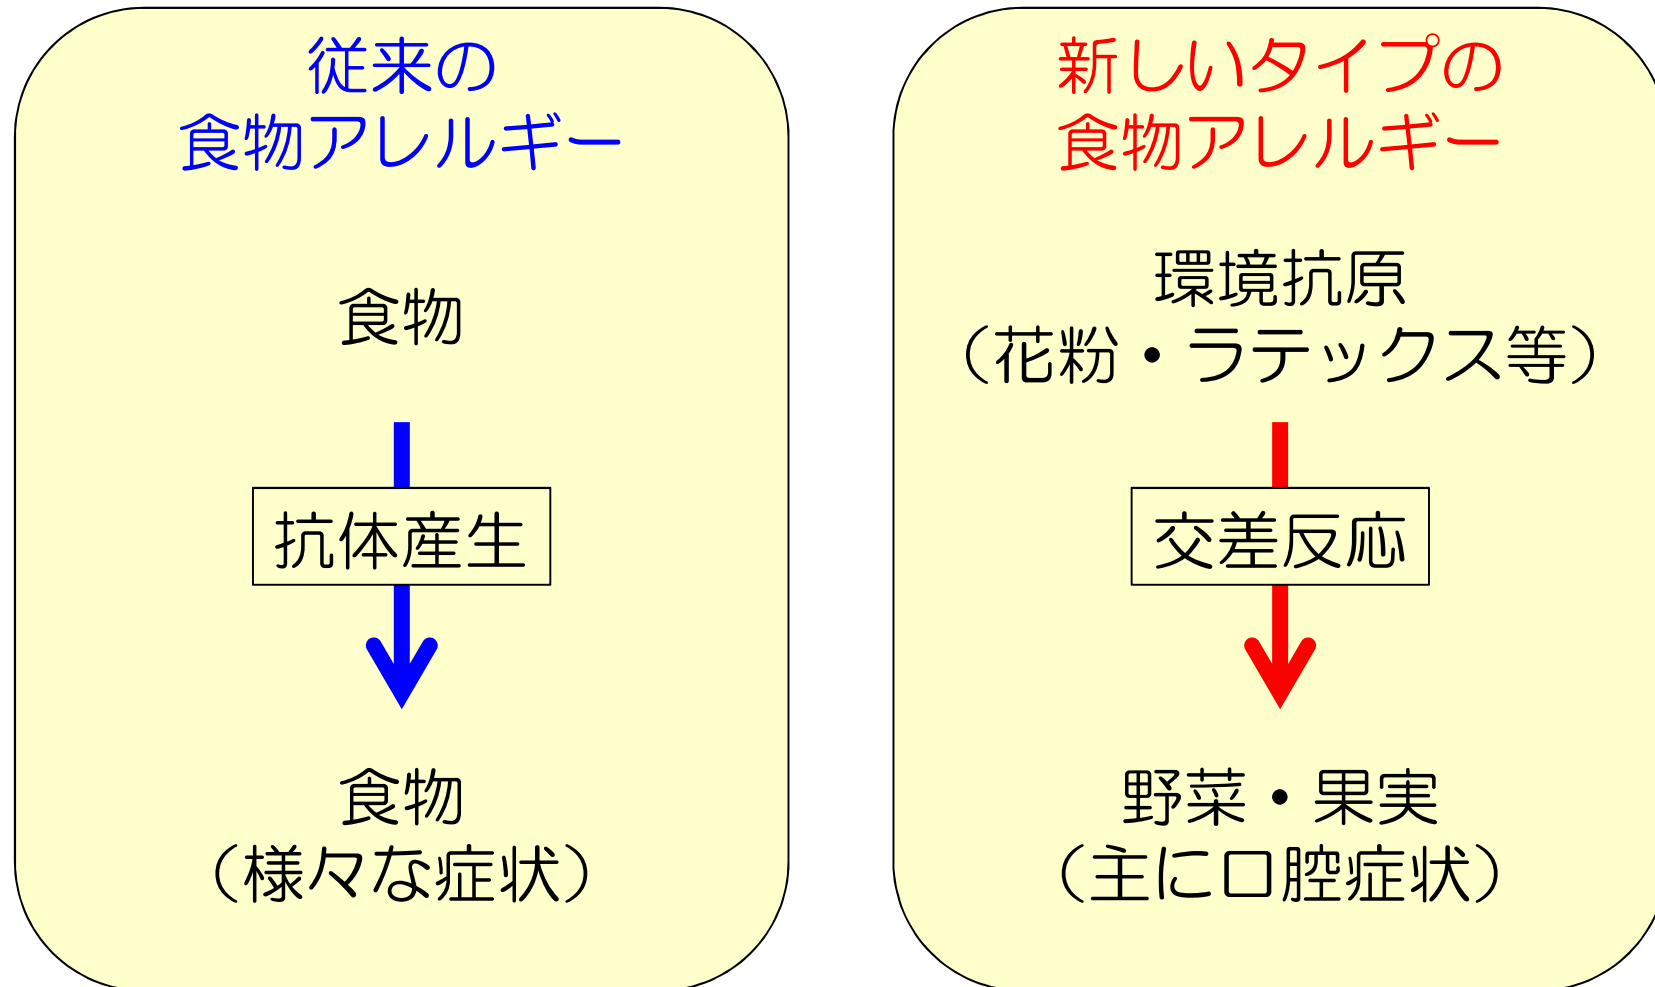 従来の
食物アレルギー
食物
抗体産生
食物
（様々な症状）
新しいタイプの
食物アレルギー
環境抗原
（花粉・ラテックス等）
交差反応
野菜・果実
（主に口腔症状）